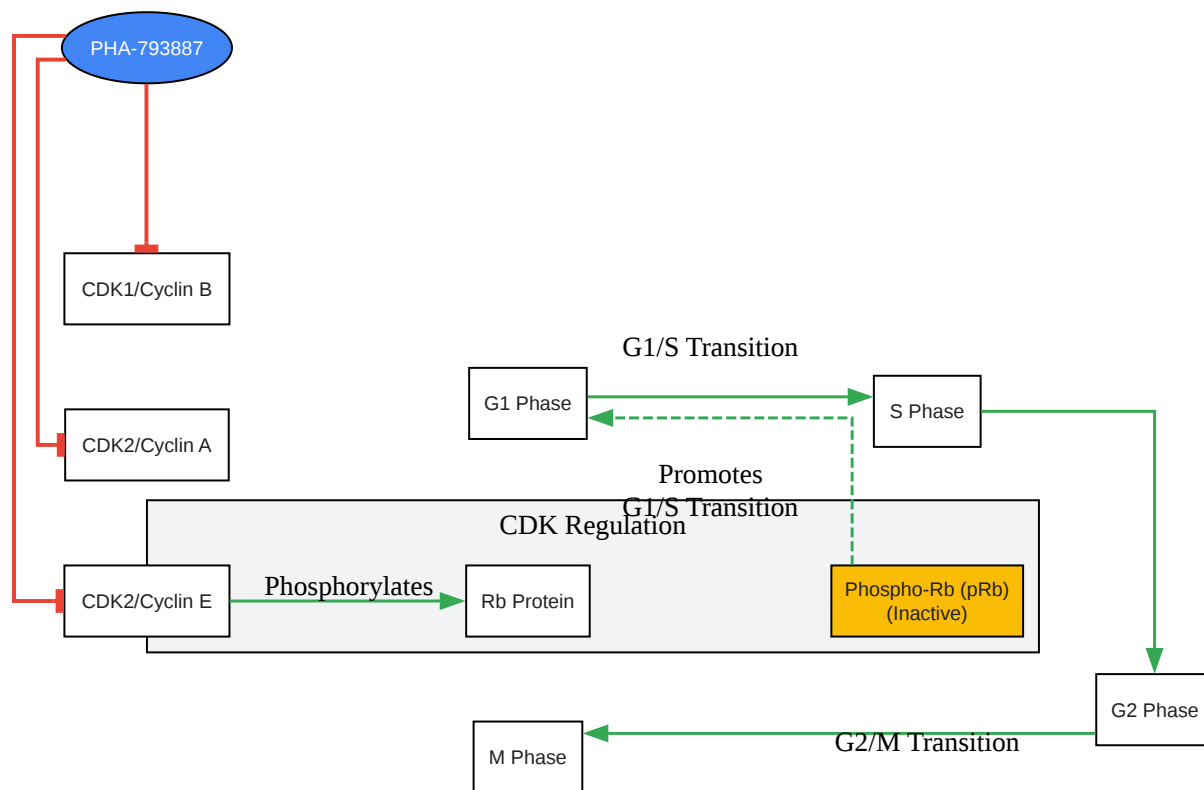 PHA-793887
CDK1/Cyclin B
G1/S Transition
G1 Phase
S Phase
CDK2/Cyclin A
Promotes
G1/S Transition
CDK Regulation
CDK2/Cyclin E
Phosphorylates
Rb Protein
Phospho-Rb (pRb)
(Inactive)
G2 Phase
G2/M Transition
M Phase